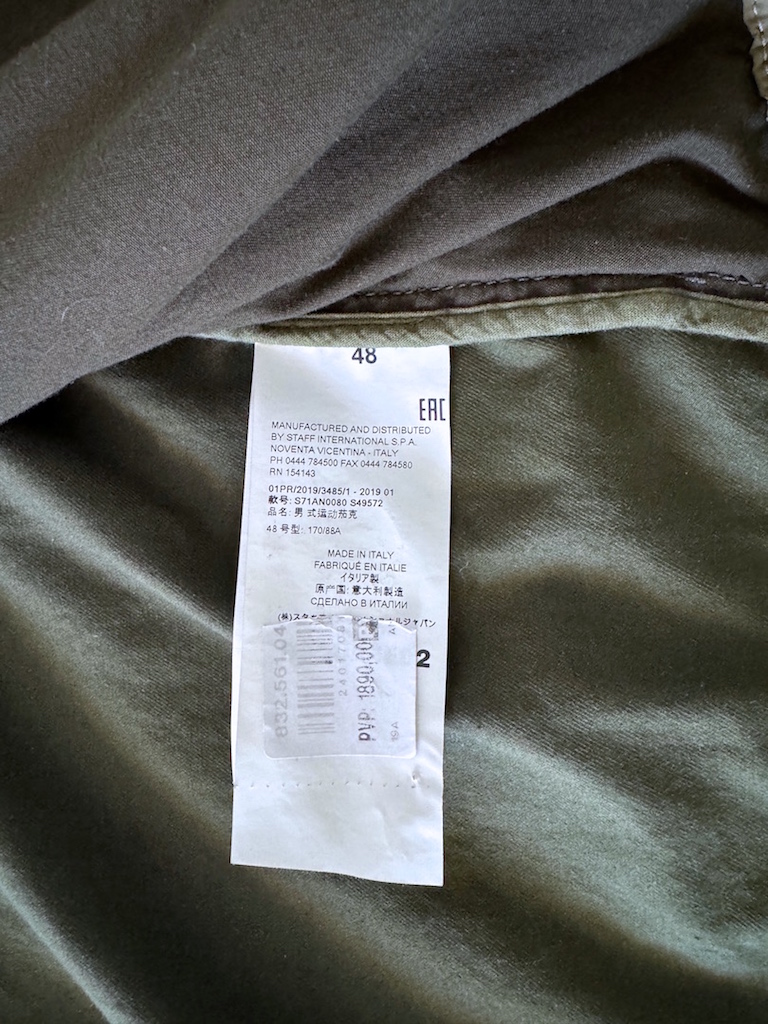 48
EAC
MANUFACTURED AND DISTRIBUTED
BY STAFF INTERNATIONAL S.P.A.
NOVENTA VICENTINA - ITALY
PH 0444 784500 FAX 0444 784580
RN 154143
01PR/2019/3485/1 - 2019 01
款号: S71AN0080 S49572
品名: 男 式运动茄克
48 号型: 170/88A
MADE IN ITALY
FABRIQUÉ EN ITALIE
イタリア製
原产国: 意大利制造
СДЕЛАНО В ИТАЛИИ
2
832.561.04
PVP: 1890,00
19A